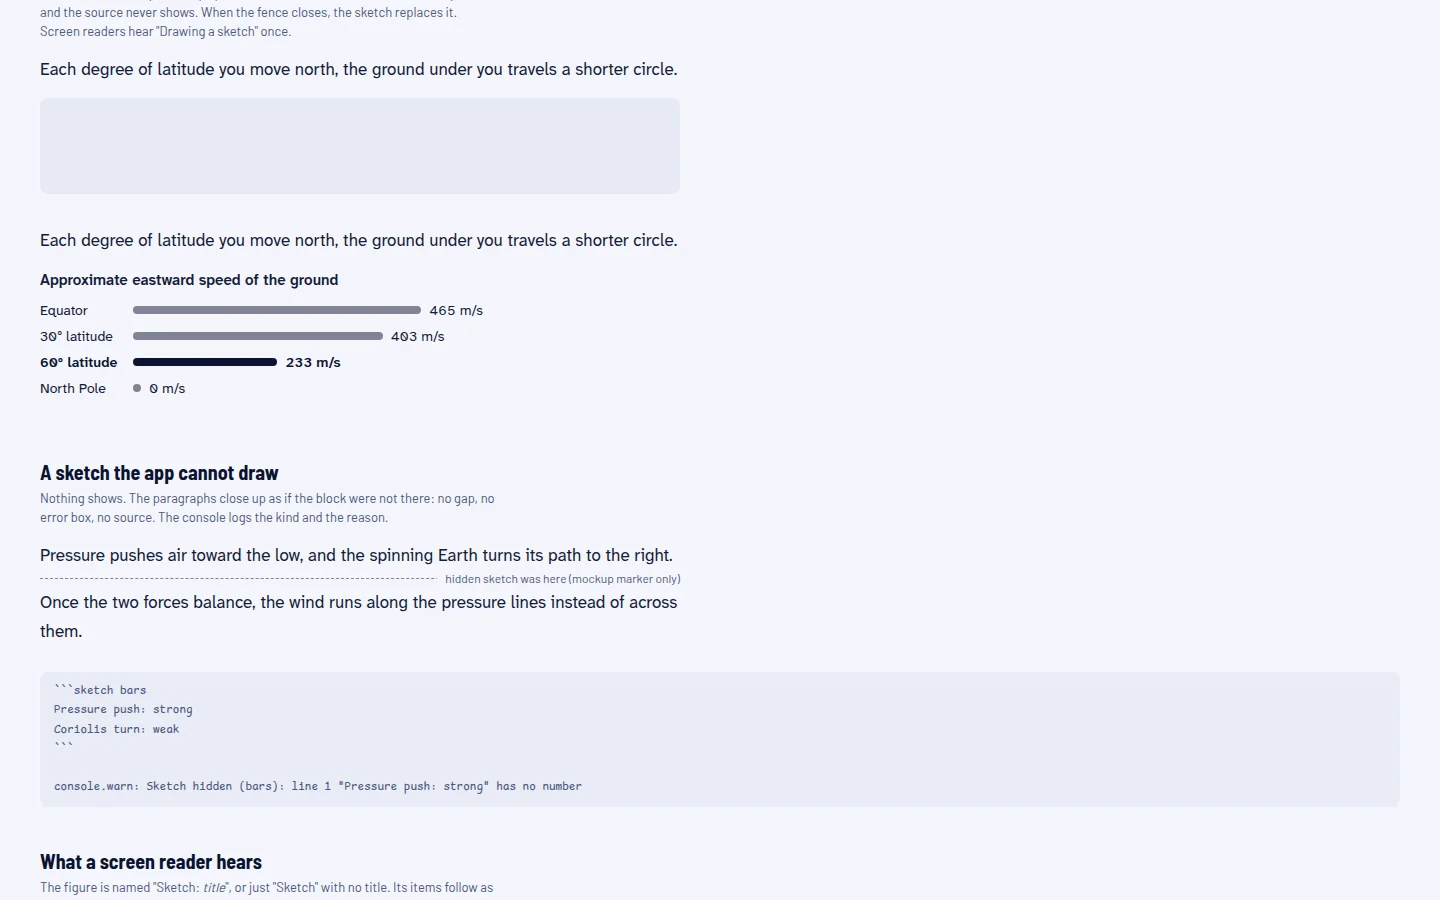 and the source never shows. When the fence closes, the sketch replaces it.
Screen readers hear "Drawing a sketch" once.
Each degree of latitude you move north, the ground under you travels a shorter circle.
Each degree of latitude you move north, the ground under you travels a shorter circle.
Approximate eastward speed of the ground
Equator 465 m/s
30° latitude 403 m/s
60° latitude 233 m/s
North Pole 0 m/s
A sketch the app cannot draw
Nothing shows. The paragraphs close up as if the block were not there: no gap, no
error box, no source. The console logs the kind and the reason.
Pressure pushes air toward the low, and the spinning Earth turns its path to the right.
hidden sketch was here (mockup marker only)
Once the two forces balance, the wind runs along the pressure lines instead of across
them.
```sketch bars
Pressure push: strong
Coriolis turn: weak
```
console.warn: Sketch hidden (bars): line 1 "Pressure push: strong" has no number
What a screen reader hears
The figure is named "Sketch: title", or just "Sketch" with no title. Its items follow as